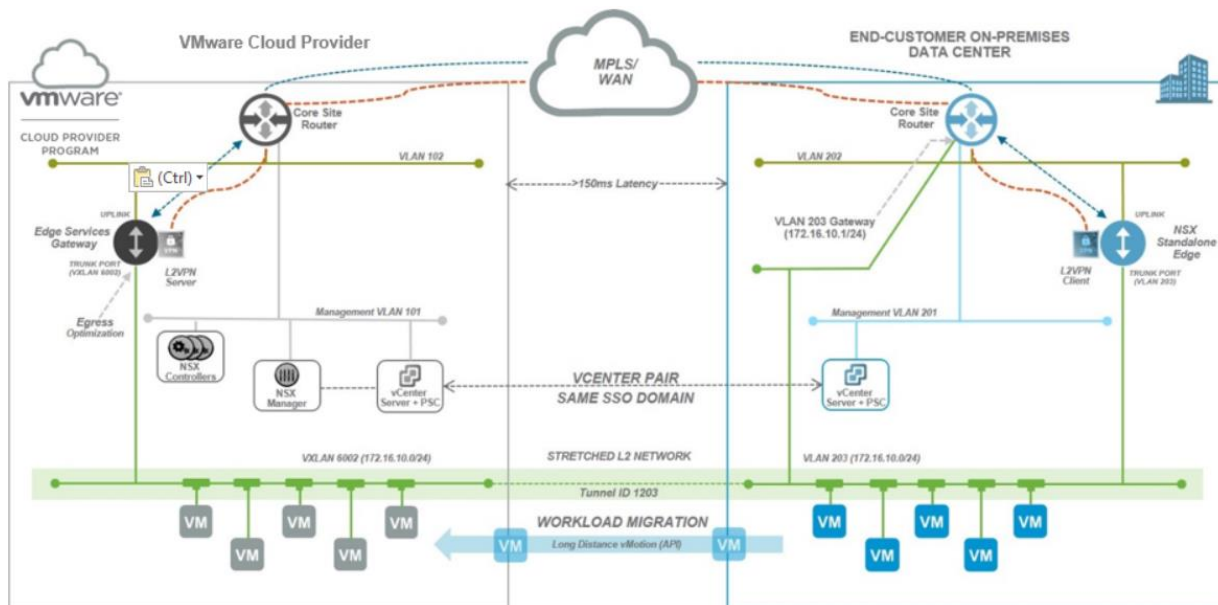 VMware Cloud Provider
MPLS/
WAN
END-CUSTOMER ON-PREMISES
DATA CENTER
vmware®
CLOUD PROVIDER
PROGRAM
Core Site
Router
Core Site
Router
VLAN 102
VLAN 202
(Ctrl)
>150ms Latency
UPLINK
Edge Services
Gateway
VPN
TRUNK PORT
(VXLAN 6002)
L2VPN
Server
Egress
Optimization
VLAN 203 Gateway
(172.16.10.1/24)
UPLINK
NSX
Standalone
Edge
L2VPN
Client
TRUNK PORT
(VLAN 203)
Management VLAN 101
Management VLAN 201
NSX
Controllers
NSX
Manager
vCenter
Server + PSC
VCENTER PAIR
SAME SSO DOMAIN
vCenter
Server + PSC
VXLAN 6002 (172.16.10.0/24)
STRETCHED L2 NETWORK
VLAN 203 (172.16.10.0/24)
Tunnel ID 1203
VM
VM
VM
VM
VM
WORKLOAD MIGRATION
VM
Long Distance vMotion (API)
VM
VM
VM
VM
VM
VM